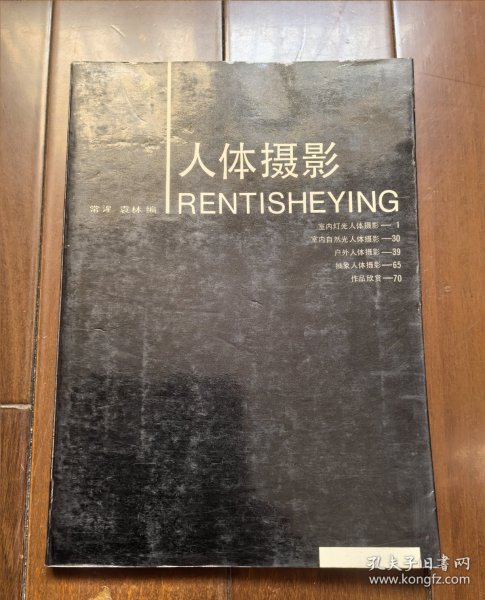 人体摄影
常津 袁林 编
RENTISHEYING
室内灯光人体摄影—1
室内自然光人体摄影—30
户外人体摄影—39
抽象人体摄影—65
作品欣赏—70
孔夫子旧书网
www.kongfz.com